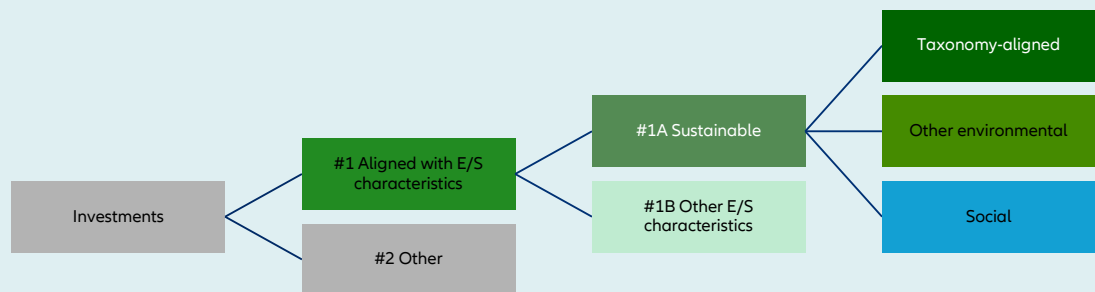 Investments
#1 Aligned with E/S
characteristics
#2 Other
#1A Sustainable
#1B Other E/S
characteristics
Taxonomy-aligned
Other environmental
Social